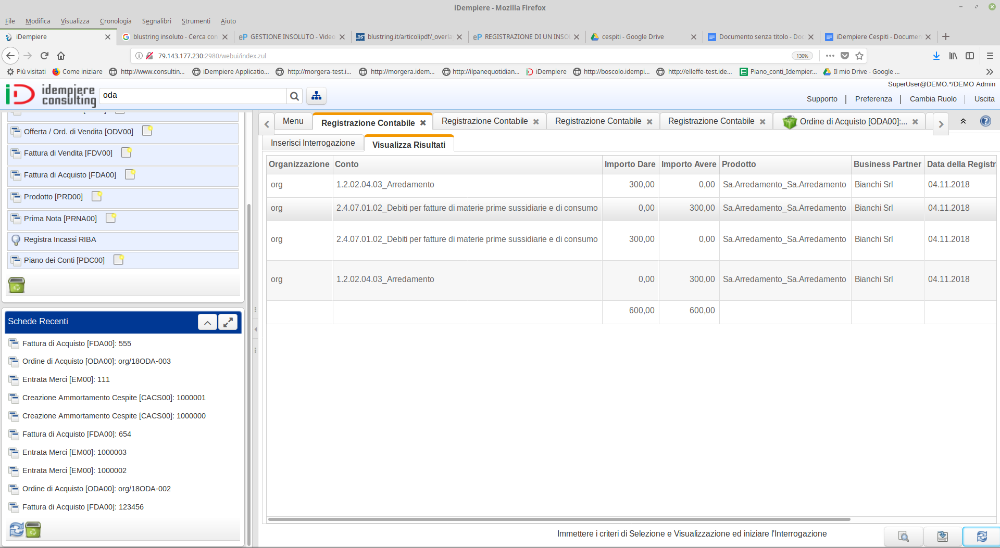 iDempiere - Mozilla Firefox
File Modifica Visualizza Cronologia Segnalibri Strumenti Aiuto
iDempiere
blustring insoluto - Cerca con
eP GESTIONE INSOLUTO - Video
blustring.it/articolipdf/_overla
eP REGISTRAZIONE DI UN INSO
cespiti - Google Drive
Documento senza titolo - Doc
iDempiere Cespiti - Documen
79.143.177.230:2980/webui/index.zul
130%
Più visitati Come iniziare http://www.consultin... iDempiere Applicatio... http://morgera-test.i... http://morgera.idem... http://ilpanequotidian... iDempiere http://boscolo.idempi... http://elleffe-test.ide... Piano_conti_Idempier... Il mio Drive - Google ...
idempiere
consulting
oda
SuperUser@DEMO.*/DEMO Admin
Supporto | Preferenza | Cambia Ruolo | Uscita
Offerta / Ord. di Vendita [ODV00]
Fattura di Vendita [FDV00]
Fattura di Acquisto [FDA00]
Prodotto [PRD00]
Prima Nota [PRNA00]
Registra Incassi RIBA
Piano dei Conti [PDC00]
Schede Recenti
Fattura di Acquisto [FDA00]: 555
Ordine di Acquisto [ODA00]: org/18ODA-003
Entrata Merci [EM00]: 111
Creazione Ammortamento Cespite [CACS00]: 1000001
Creazione Ammortamento Cespite [CACS00]: 1000000
Fattura di Acquisto [FDA00]: 654
Entrata Merci [EM00]: 1000003
Entrata Merci [EM00]: 1000002
Ordine di Acquisto [ODA00]: org/18ODA-002
Fattura di Acquisto [FDA00]: 123456
Menu Registrazione Contabile Registrazione Contabile Registrazione Contabile Registrazione Contabile Ordine di Acquisto [ODA00]:...
Inserisci Interrogazione Visualizza Risultati
Organizzazione Conto Importo Dare Importo Avere Prodotto Business Partner Data della Registr
org 1.2.02.04.03_Arredamento 300,00 0,00 Sa.Arredamento_Sa.Arredamento Bianchi Srl 04.11.2018
org 2.4.07.01.02_Debiti per fatture di materie prime sussidiarie e di consumo 0,00 300,00 Sa.Arredamento_Sa.Arredamento Bianchi Srl 04.11.2018
org 2.4.07.01.02_Debiti per fatture di materie prime sussidiarie e di consumo 300,00 0,00 Sa.Arredamento_Sa.Arredamento Bianchi Srl 04.11.2018
org 1.2.02.04.03_Arredamento 0,00 300,00 Sa.Arredamento_Sa.Arredamento Bianchi Srl 04.11.2018
600,00 600,00
Immettere i criteri di Selezione e Visualizzazione ed iniziare l'Interrogazione